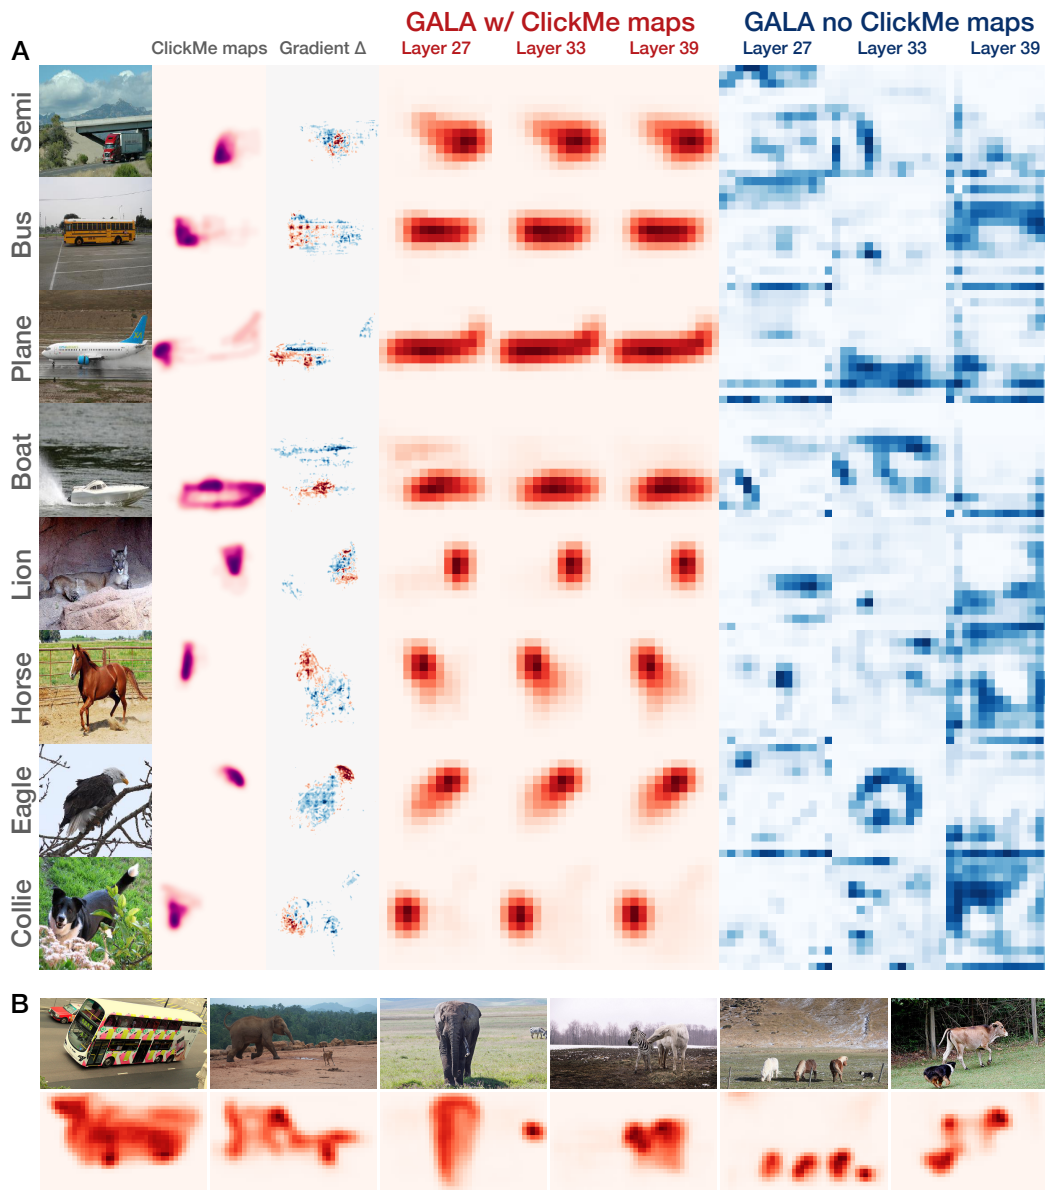 GALA w/ ClickMe maps GALA no ClickMe maps
A ClickMe maps Gradient Δ Layer 27 Layer 33 Layer 39 Layer 27 Layer 33 Layer 39
Semi
Bus
Plane
Boat
Lion
Horse
Eagle
Collie
B